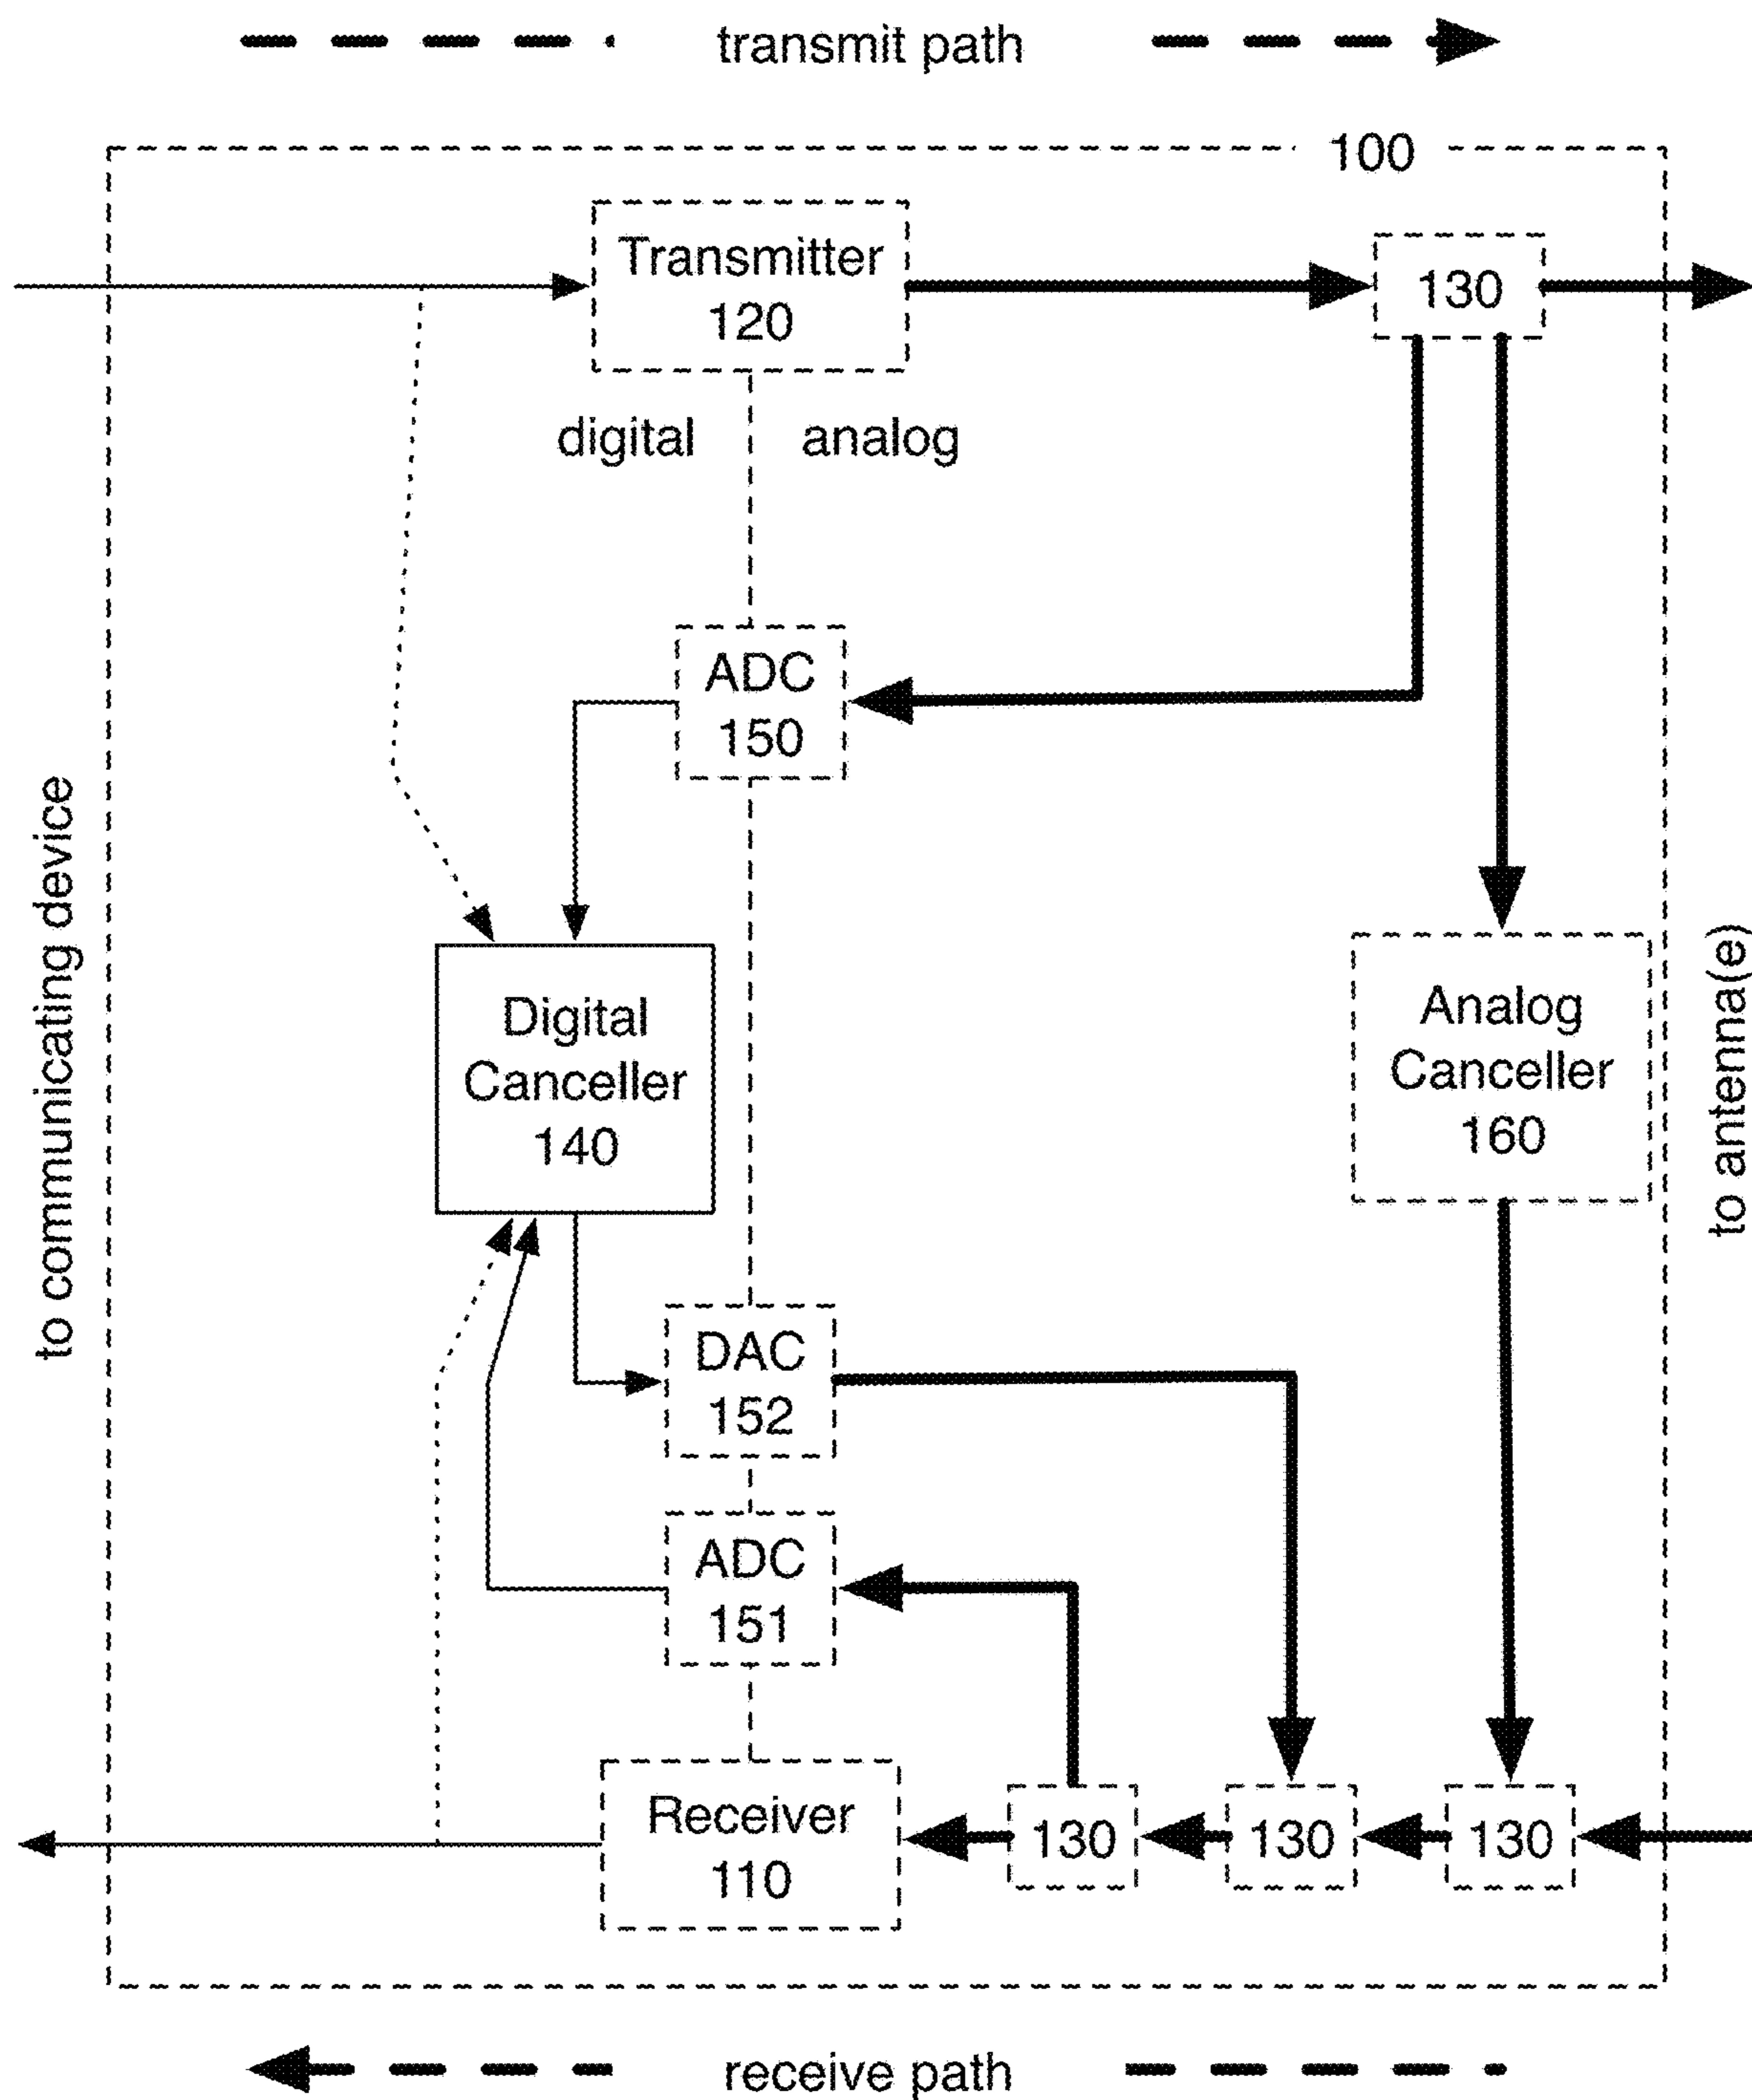 transmit path
100
Transmitter
120
130
digital
analog
ADC
150
to communicating device
Digital
Canceller
140
Analog
Canceller
160
to antenna(e)
DAC
152
ADC
151
Receiver
110
130
130
130
receive path